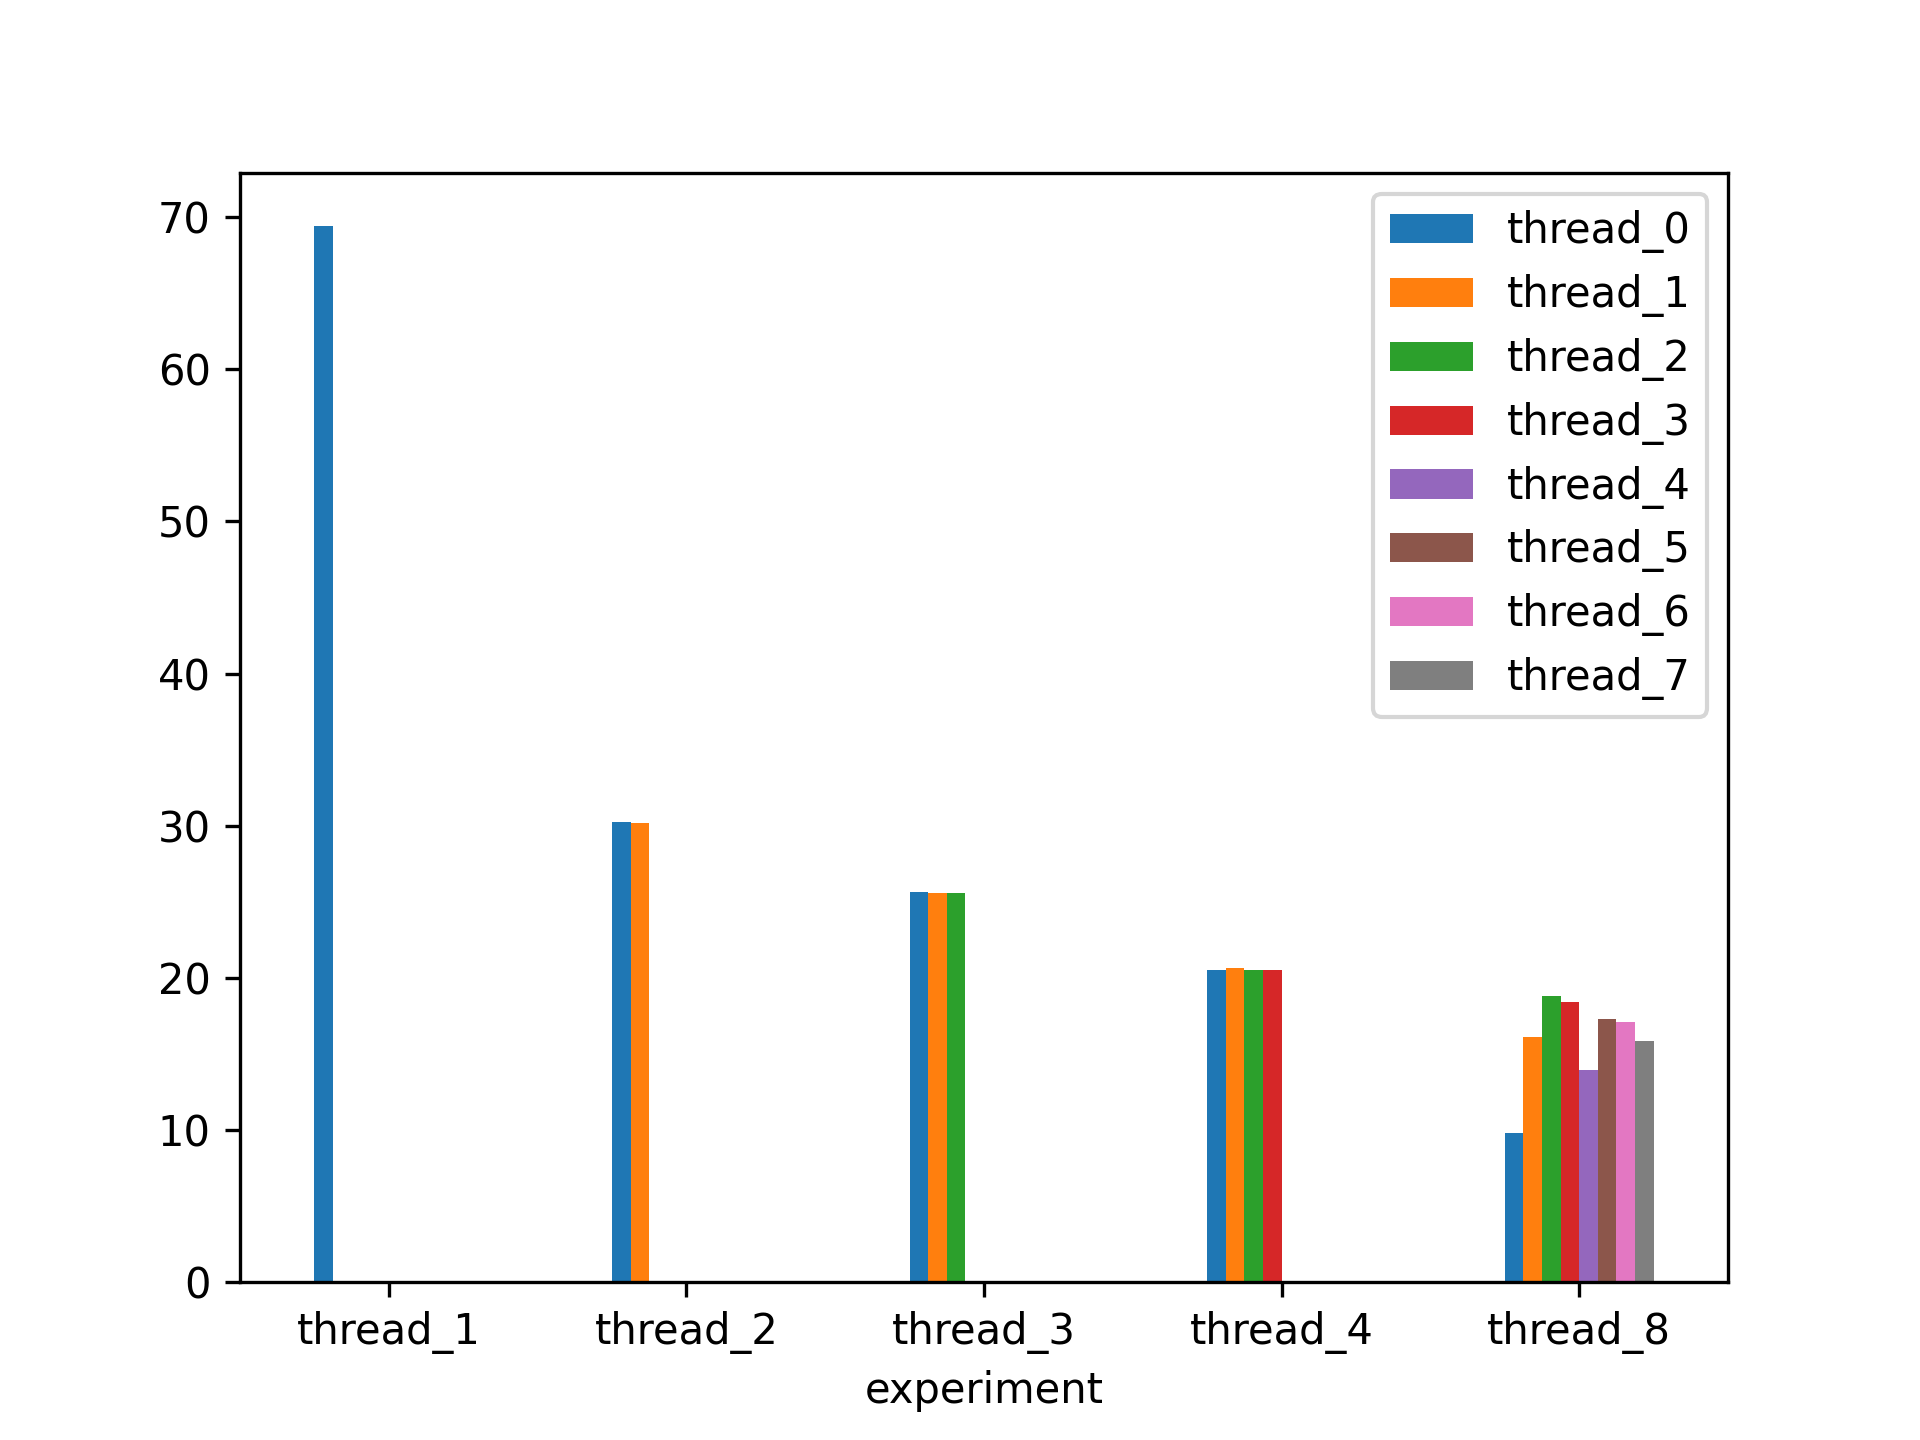 70
60
50
40
30
20
10
0
thread_0
thread_1
thread_2
thread_3
thread_4
thread_5
thread_6
thread_7
thread_1 thread_2 thread_3 thread_4 thread_8
experiment